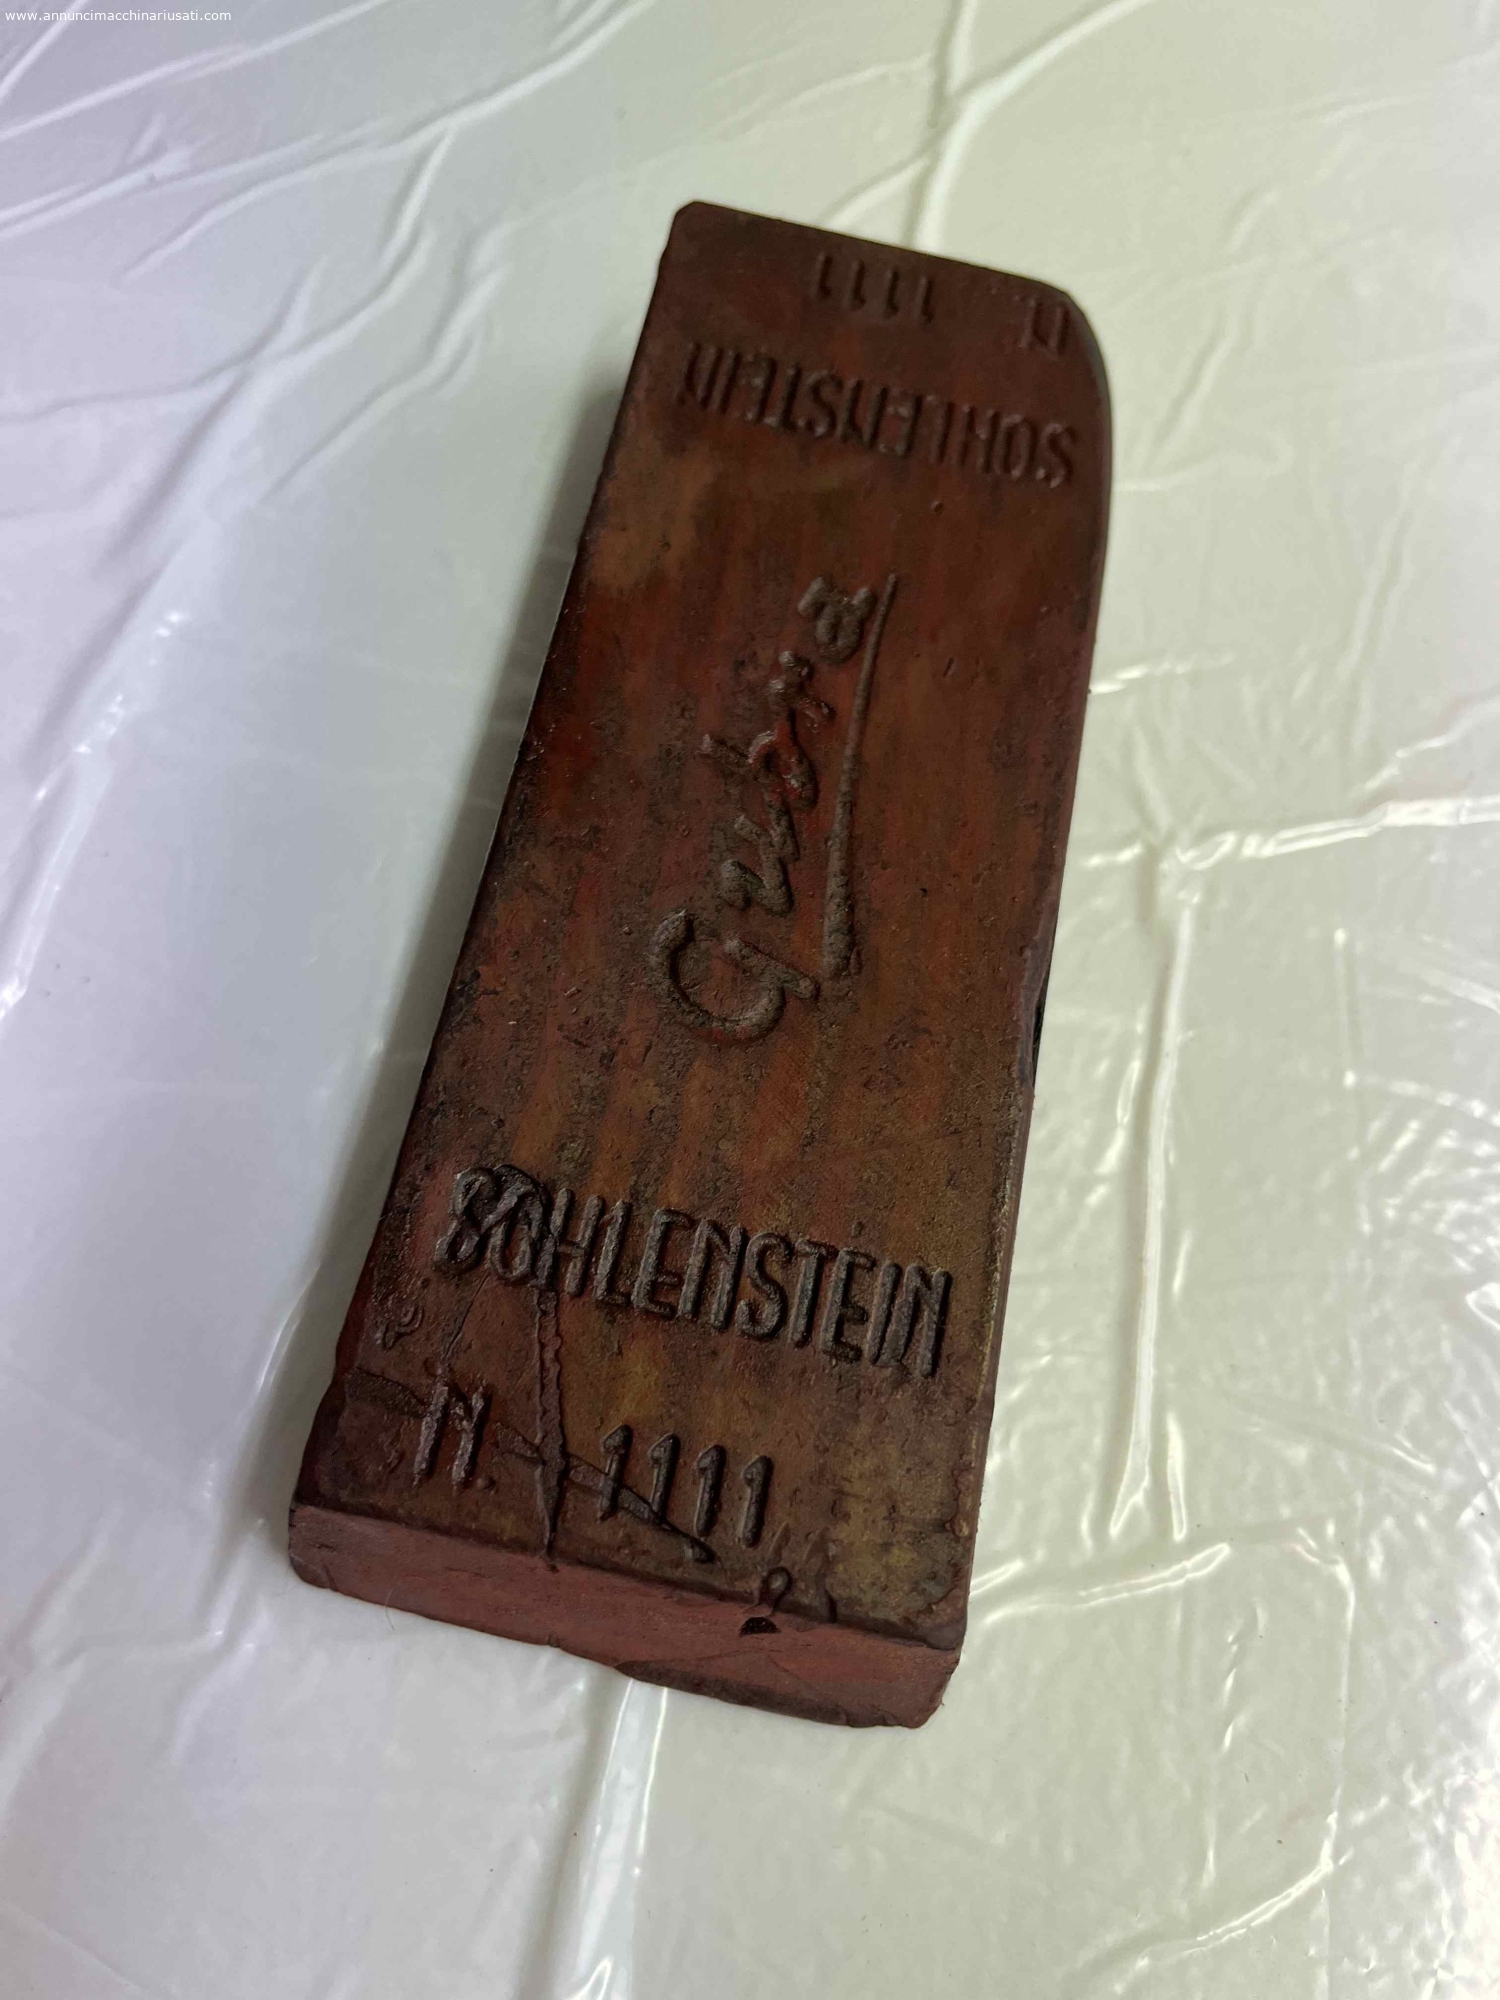 www.annuncimacchinariusati.com
SOHLENSTEIN
N. 1111
SOHLENSTEIN
N. 1111